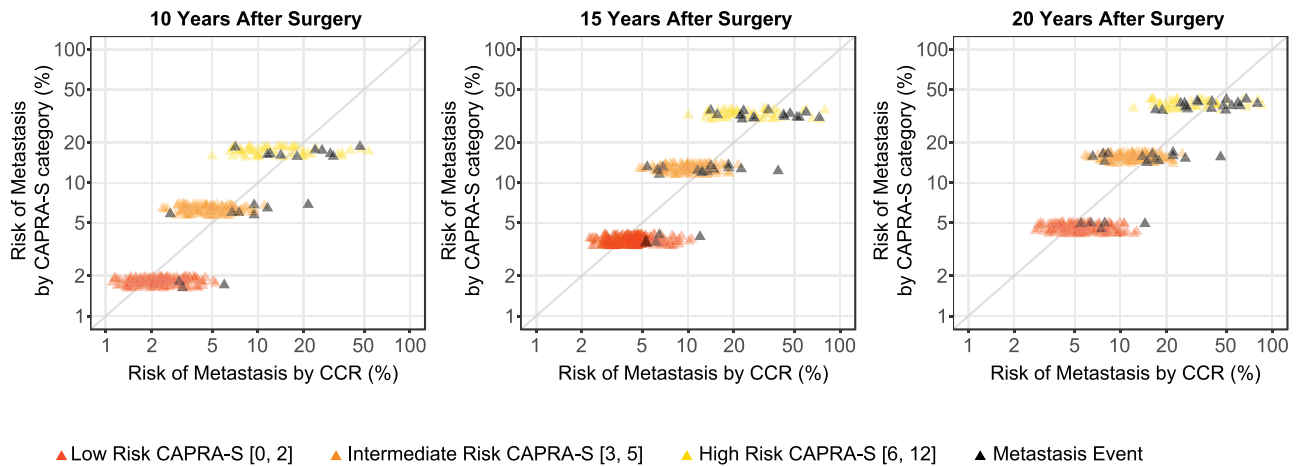 10 Years After Surgery
15 Years After Surgery
20 Years After Surgery
Risk of Metastasis
by CAPRA-S category (%)
100
50
20
10
5
2
1
1 2 5 10 20 50 100
Risk of Metastasis by CCR (%)
Risk of Metastasis
by CAPRA-S category (%)
100
50
20
10
5
2
1
1 2 5 10 20 50 100
Risk of Metastasis by CCR (%)
Risk of Metastasis
by CAPRA-S category (%)
100
50
20
10
5
2
1
1 2 5 10 20 50 100
Risk of Metastasis by CCR (%)
Low Risk CAPRA-S [0, 2]
Intermediate Risk CAPRA-S [3, 5]
High Risk CAPRA-S [6, 12]
Metastasis Event